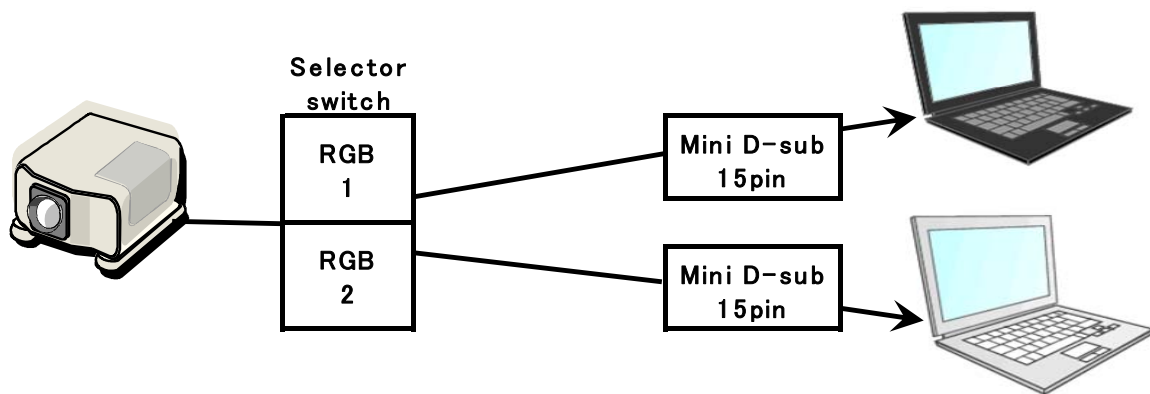 Selector
switch
RGB
1
RGB
2
Mini D-sub
15pin
Mini D-sub
15pin